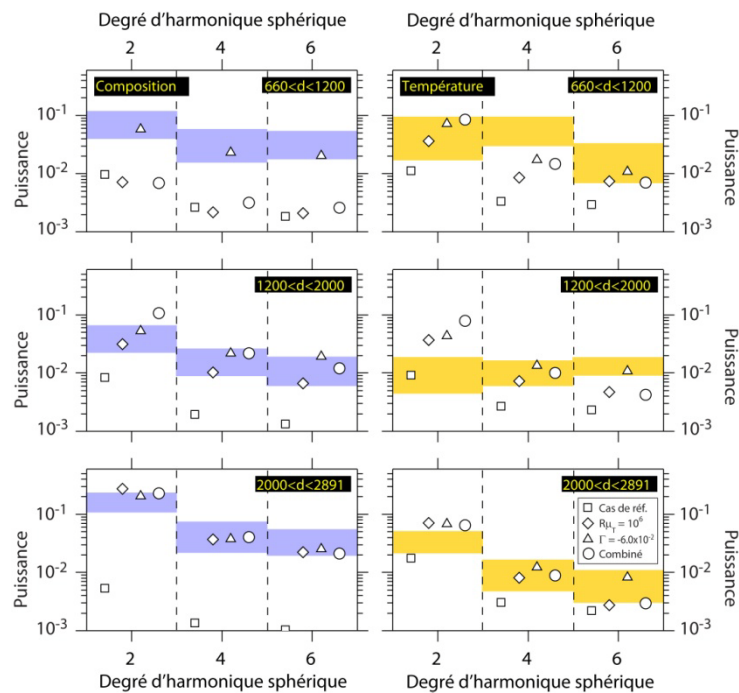 Degré d'harmonique sphérique
Degré d'harmonique sphérique
2 4 6
2 4 6
Composition
660<d<1200
Température
660<d<1200
10-1
10-2
10-3
Puissance
10-1
10-2
10-3
Puissance
1200<d<2000
1200<d<2000
10-1
10-2
10-3
Puissance
10-1
10-2
10-3
Puissance
2000<d<2891
2000<d<2891
10-1
10-2
10-3
Puissance
10-1
10-2
10-3
Puissance
Cas de réf.
RμT = 10⁶
Γ = -6.0x10⁻²
Combiné
2 4 6
2 4 6
Degré d'harmonique sphérique
Degré d'harmonique sphérique